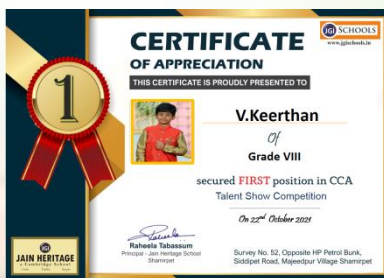 JGI SCHOOLS
www.jgischools.in
CERTIFICATE
OF APPRECIATION
THIS CERTIFICATE IS PROUDLY PRESENTED TO
1
V.Keerthan
Of
Grade VIII
secured FIRST position in CCA
Talent Show Competition
On 22nd October 2021
Raheela Tabassum
Principal - Jain Heritage School
Shamirpet
Survey No. 52, Opposite HP Petrol Bunk,
Siddipet Road, Majeedpur Village Shamirpet
JGI
JAIN HERITAGE
a Cambridge School